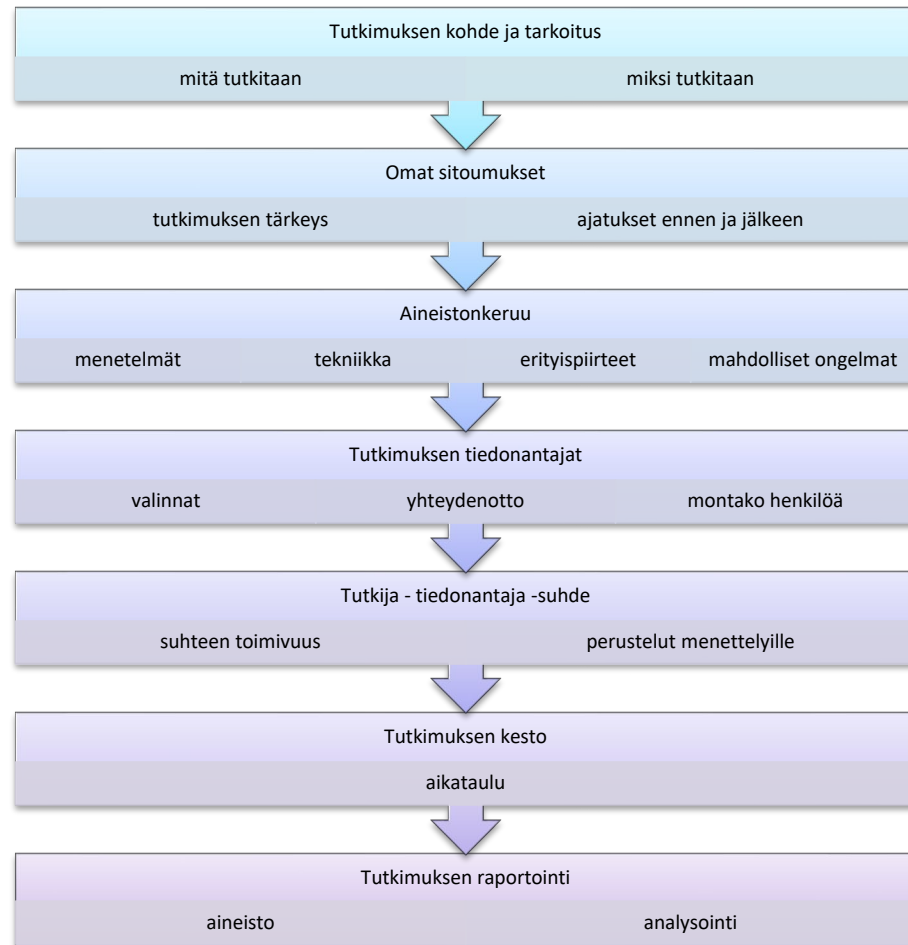 Tutkimuksen kohde ja tarkoitus
mitä tutkitaan miksi tutkitaan
Omat sitoumukset
tutkimuksen tärkeys ajatukset ennen ja jälkeen
Aineistonkeruu
menetelmät tekniikka erityispiirteet mahdolliset ongelmat
Tutkimuksen tiedonantajat
valinnat yhteydenotto montako henkilöä
Tutkija - tiedonantaja -suhde
suhteen toimivuus perustelut menettelyille
Tutkimuksen kesto
aikataulu
Tutkimuksen raportointi
aineisto analysointi